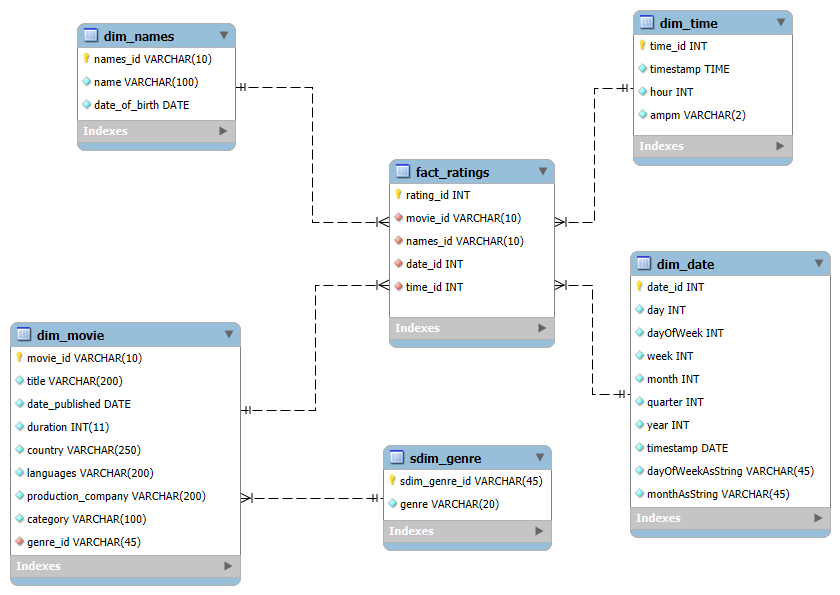 dim_names
names_id VARCHAR(10)
name VARCHAR(100)
date_of_birth DATE
Indexes
dim_time
time_id INT
timestamp TIME
hour INT
ampm VARCHAR(2)
Indexes
fact_ratings
rating_id INT
movie_id VARCHAR(10)
names_id VARCHAR(10)
date_id INT
time_id INT
Indexes
dim_date
date_id INT
day INT
dayOfWeek INT
week INT
month INT
quarter INT
year INT
timestamp DATE
dayOfWeekAsString VARCHAR(45)
monthAsString VARCHAR(45)
Indexes
dim_movie
movie_id VARCHAR(10)
title VARCHAR(200)
date_published DATE
duration INT(11)
country VARCHAR(250)
languages VARCHAR(200)
production_company VARCHAR(200)
category VARCHAR(100)
genre_id VARCHAR(45)
Indexes
sdim_genre
sdim_genre_id VARCHAR(45)
genre VARCHAR(20)
Indexes